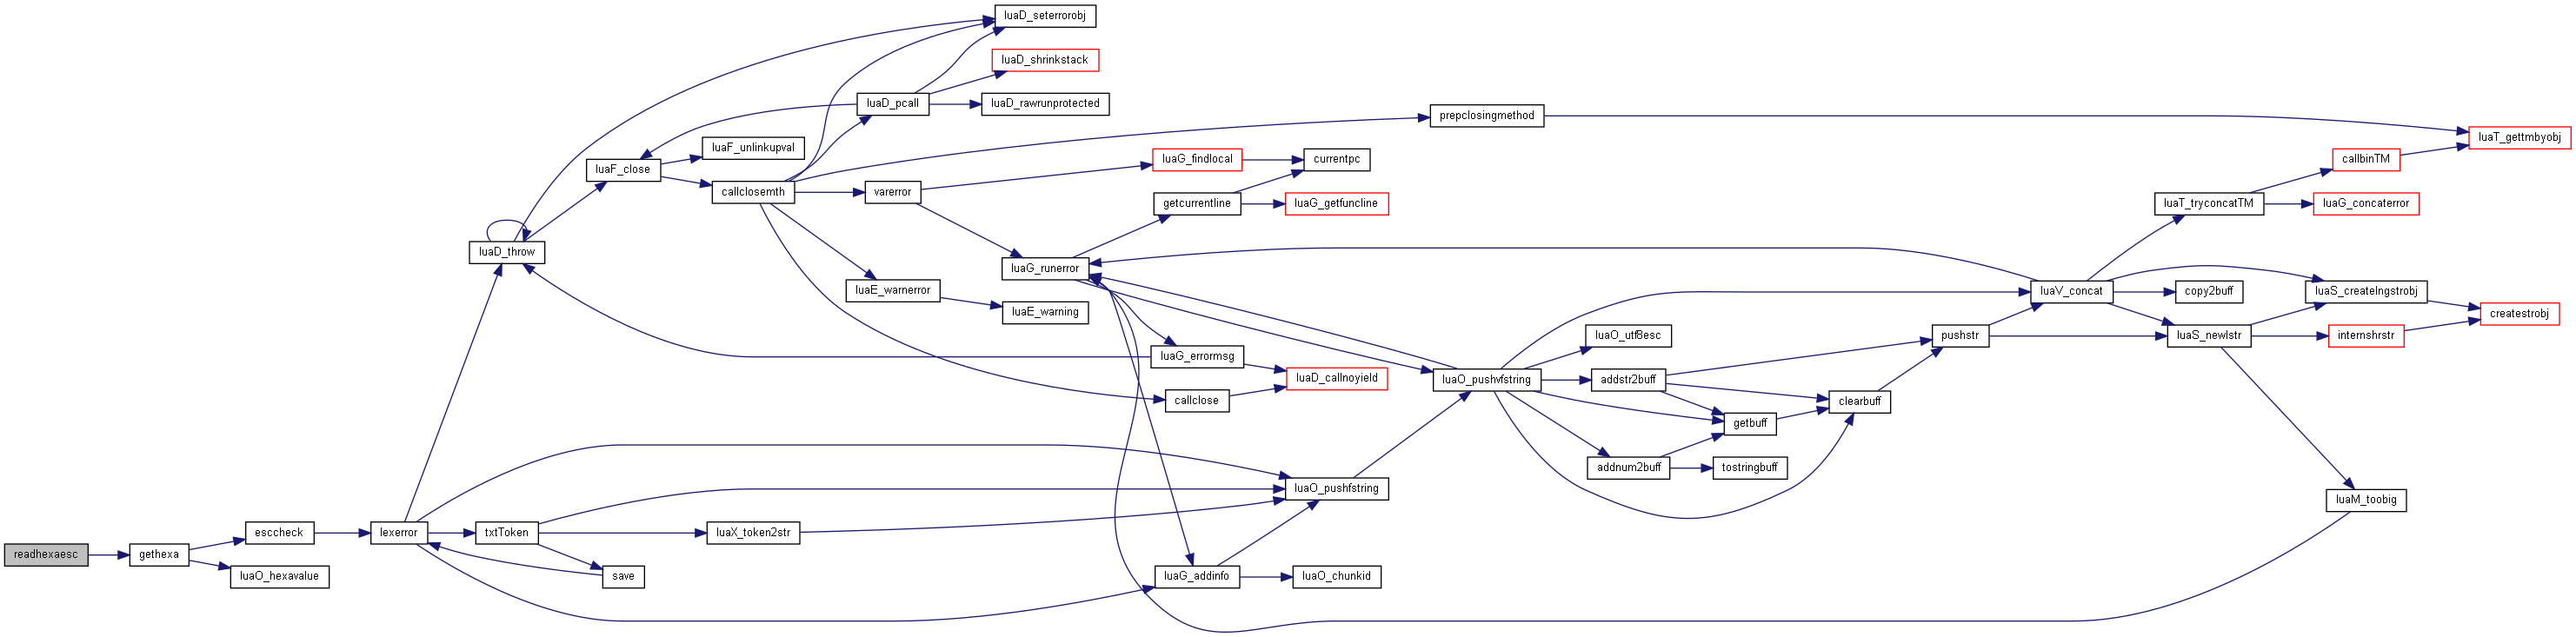 luaD_seterrorobj
luaD_shrinkstack
luaD_pcall
luaD_rawrunprotected
prepclosingmethod
luaT_gettmbyobj
luaF_unlinkupval
luaF_close
luaG_findlocal
currentpc
callbinTM
callclosemth
varerror
getcurrentline
luaG_getfuncline
luaT_tryconcatTM
luaG_concaterror
luaD_throw
luaG_runerror
luaE_warnerror
luaV_concat
copy2buff
luaS_createlngstrobj
luaE_warning
createstrobj
luaO_utf8esc
pushstr
luaS_newlstr
internshrstr
luaG_errormsg
luaD_callnoyield
luaO_pushvfstring
addstr2buff
callclose
clearbuff
getbuff
addnum2buff
tostringbuff
luaO_pushfstring
luaM_toobig
esccheck
lexerror
txtToken
luaX_token2str
readhexaesc
gethexa
luaO_hexavalue
save
luaG_addinfo
luaO_chunkid